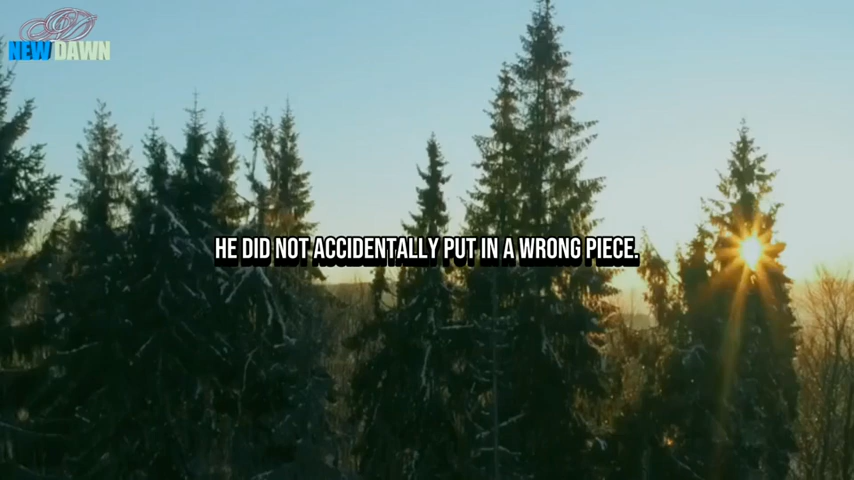 NEW DAWN
HE DID NOT ACCIDENTALLY PUT IN A WRONG PIECE.